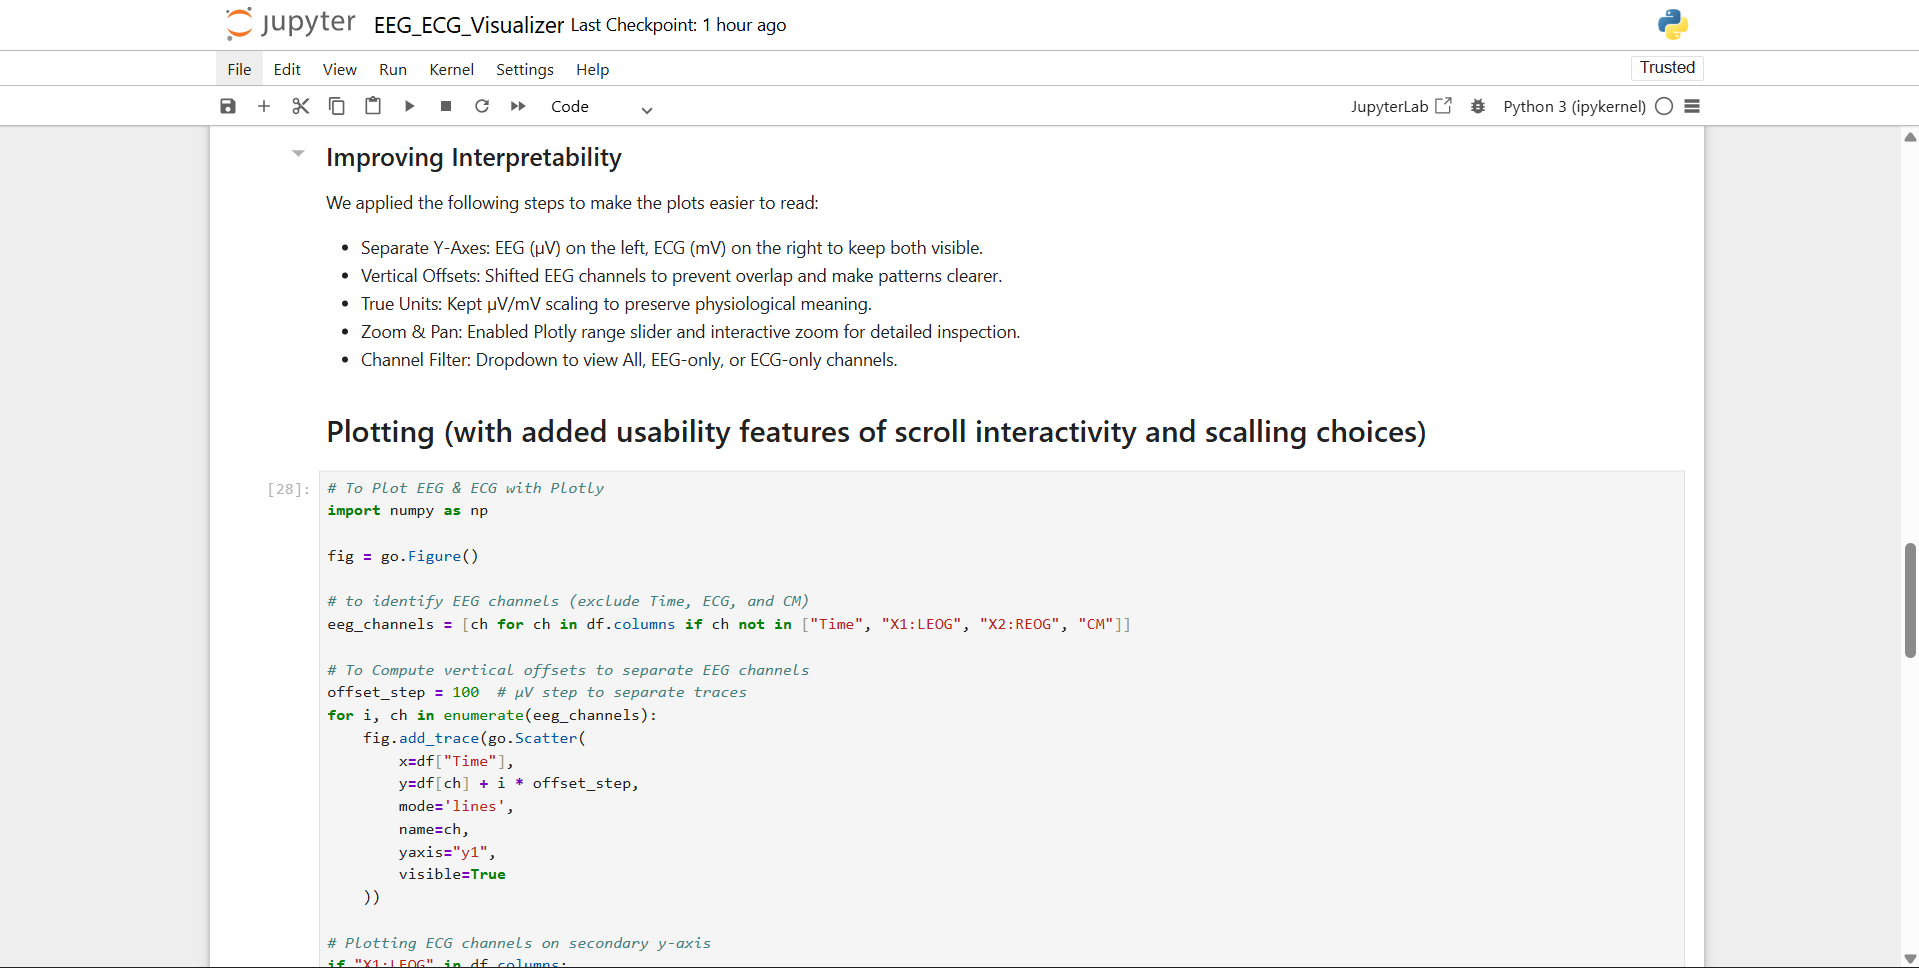 jupyter EEG_ECG_Visualizer Last Checkpoint: 1 hour ago
File Edit View Run Kernel Settings Help Trusted
Code JupyterLab Python 3 (ipykernel)
Improving Interpretability
We applied the following steps to make the plots easier to read:
• Separate Y-Axes: EEG (µV) on the left, ECG (mV) on the right to keep both visible.
• Vertical Offsets: Shifted EEG channels to prevent overlap and make patterns clearer.
• True Units: Kept µV/mV scaling to preserve physiological meaning.
• Zoom & Pan: Enabled Plotly range slider and interactive zoom for detailed inspection.
• Channel Filter: Dropdown to view All, EEG-only, or ECG-only channels.
Plotting (with added usability features of scroll interactivity and scalling choices)
[28]: # To Plot EEG & ECG with Plotly
import numpy as np
fig = go.Figure()
# to identify EEG channels (exclude Time, ECG, and CM)
eeg_channels = [ch for ch in df.columns if ch not in ["Time", "X1:LEOG", "X2:REOG", "CM"]]
# To Compute vertical offsets to separate EEG channels
offset_step = 100  # µV step to separate traces
for i, ch in enumerate(eeg_channels):
    fig.add_trace(go.Scatter(
        x=df["Time"],
        y=df[ch] + i * offset_step,
        mode='lines',
        name=ch,
        yaxis="y1",
        visible=True
    ))
# Plotting ECG channels on secondary y-axis
if "X1:LEOG" in df.columns: